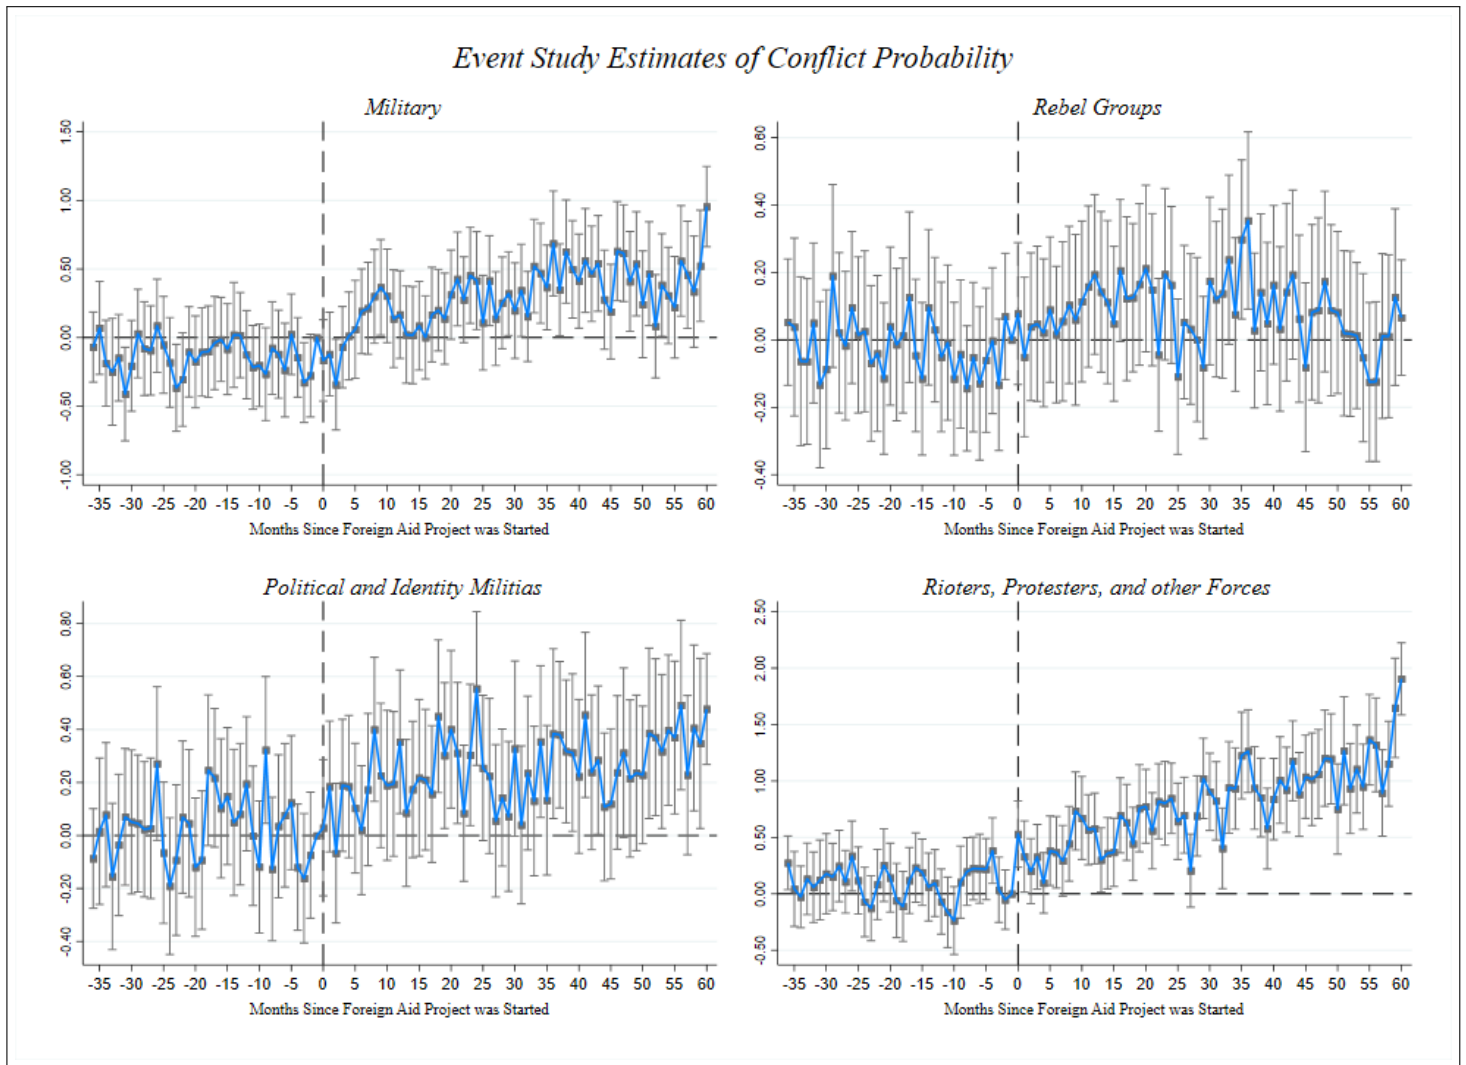 Event Study Estimates of Conflict Probability
Military
1.50
1.00
0.50
0.00
-0.50
-1.00
-35 -30 -25 -20 -15 -10 -5 0 5 10 15 20 25 30 35 40 45 50 55 60
Months Since Foreign Aid Project was Started
Rebel Groups
0.60
0.40
0.20
0.00
-0.20
-0.40
-35 -30 -25 -20 -15 -10 -5 0 5 10 15 20 25 30 35 40 45 50 55 60
Months Since Foreign Aid Project was Started
Political and Identity Militias
0.80
0.60
0.40
0.20
0.00
-0.20
-0.40
-35 -30 -25 -20 -15 -10 -5 0 5 10 15 20 25 30 35 40 45 50 55 60
Months Since Foreign Aid Project was Started
Rioters, Protesters, and other Forces
2.50
2.00
1.50
1.00
0.50
0.00
-0.50
-35 -30 -25 -20 -15 -10 -5 0 5 10 15 20 25 30 35 40 45 50 55 60
Months Since Foreign Aid Project was Started